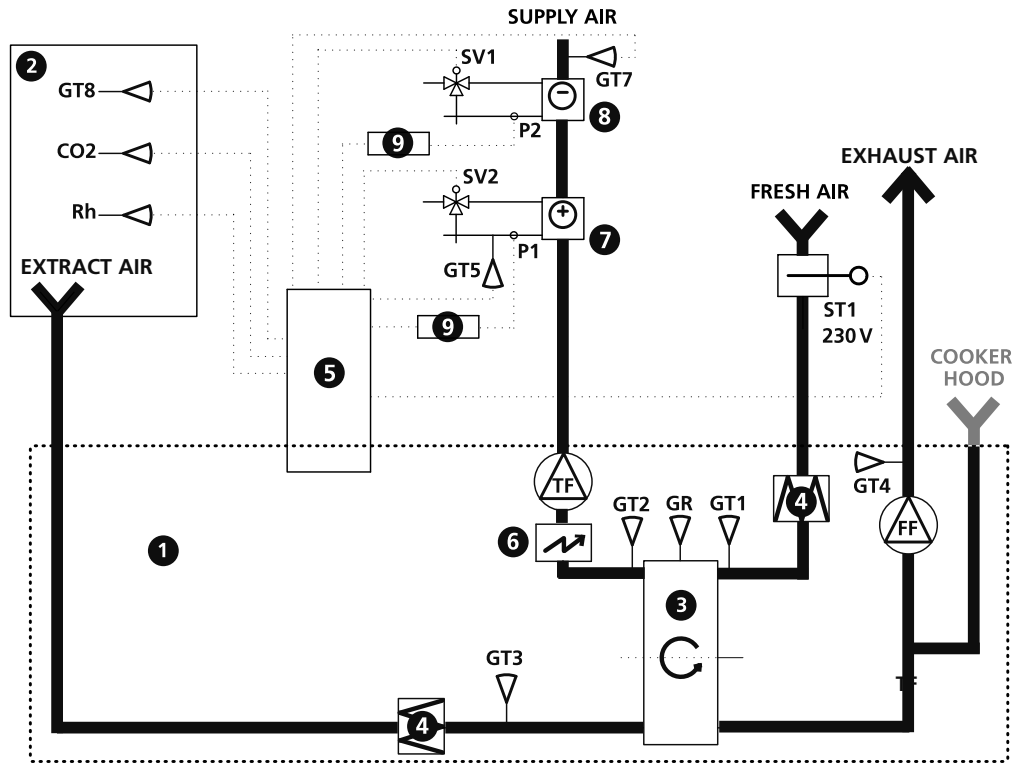 SUPPLY AIR
2
SV1
GT7
GT8
−
8
P2
9
CO2
EXHAUST AIR
SV2
FRESH AIR
Rh
+
7
P1
EXTRACT AIR
GT5
ST1
230 V
9
5
COOKER
HOOD
TF
GT4
GT2
GR
GT1
4
FF
6
1
3
GT3
TF
4